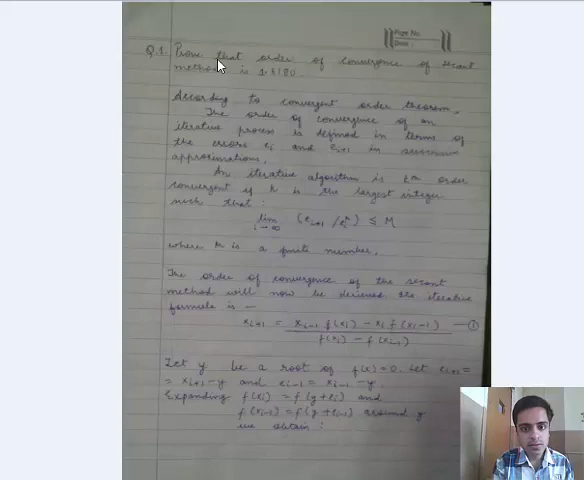 Page No.
Date :
Q.1. Prove that order of convergence of secant
method is 1.6180.
According to convergent order theorem.
The order of convergence of an
iterative process is defined in terms of
the errors ei and ei+1 in successive
approximations.
An iterative algorithm is kth order
convergent if k is the largest integer
such that :
lim i→∞ (ei+1 / ei^k) ≤ M
where M is a finite number.
The order of convergence of the secant
method will now be derived its iterative
formula is —
xi+1 = xi-1 f(xi) - xi f(xi-1) — ①
f(xi) - f(xi-1)
Let y be a root of f(x)=0. Let ei+1 =
= xi+1 - y and ei-1 = xi-1 - y.
Expanding f(ei) = f(y+ei) and
f(xi-1) = f(y+ei-1) around y
we obtain :